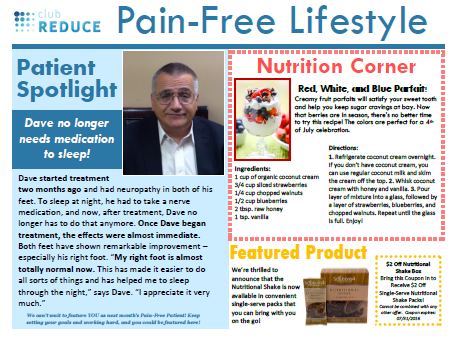 club
REDUCE
Pain-Free Lifestyle
Patient
Spotlight
Dave no longer
needs medication
to sleep!
Dave started treatment
two months ago and had neuropathy in both of his
feet. To sleep at night, he had to take a nerve
medication, and now, after treatment, Dave no
longer has to do that anymore. Once Dave began
treatment, the effects were almost immediate.
Both feet have shown remarkable improvement –
especially his right foot. “My right foot is almost
totally normal now. This has made it easier to do
all sorts of things and has helped me to sleep
through the night,” says Dave. “I appreciate it very
much.”
We can't wait to feature YOU as next month's Pain-Free Patient! Keep
setting your goals and working hard, and you could be featured here!
Nutrition Corner
Red, White, and Blue Parfait!
Creamy fruit parfaits will satisfy your sweet tooth
and help you keep sugar cravings at bay. Now
that berries are in season, there's no better time
to try this recipe! The colors are perfect for a 4th
of July celebration.
Ingredients:
1 cup of organic coconut cream
3/4 cup sliced strawberries
1/4 cup chopped walnuts
1/2 cup blueberries
2 tbsp. raw honey
1 tsp. vanilla
Directions:
1. Refrigerate coconut cream overnight.
If you don't have coconut cream, you
can use regular coconut milk and skim
the cream off the top. 2. Whisk coconut
cream with honey and vanilla. 3. Pour
layer of mixture into a glass, followed by
a layer of strawberries, blueberries, and
chopped walnuts. Repeat until the glass
is full. Enjoy!
Featured Product
We're thrilled to
announce that the
Nutritional Shake is now
available in convenient
single-serve packs that
you can bring with you
on the go!
$2 Off Nutritional
Shake Box
Bring this Coupon in to
Receive $2 Off
Single-Serve Nutritional
Shake Packs!
Cannot be combined with any
other offer. Coupon expires:
07/31/2016